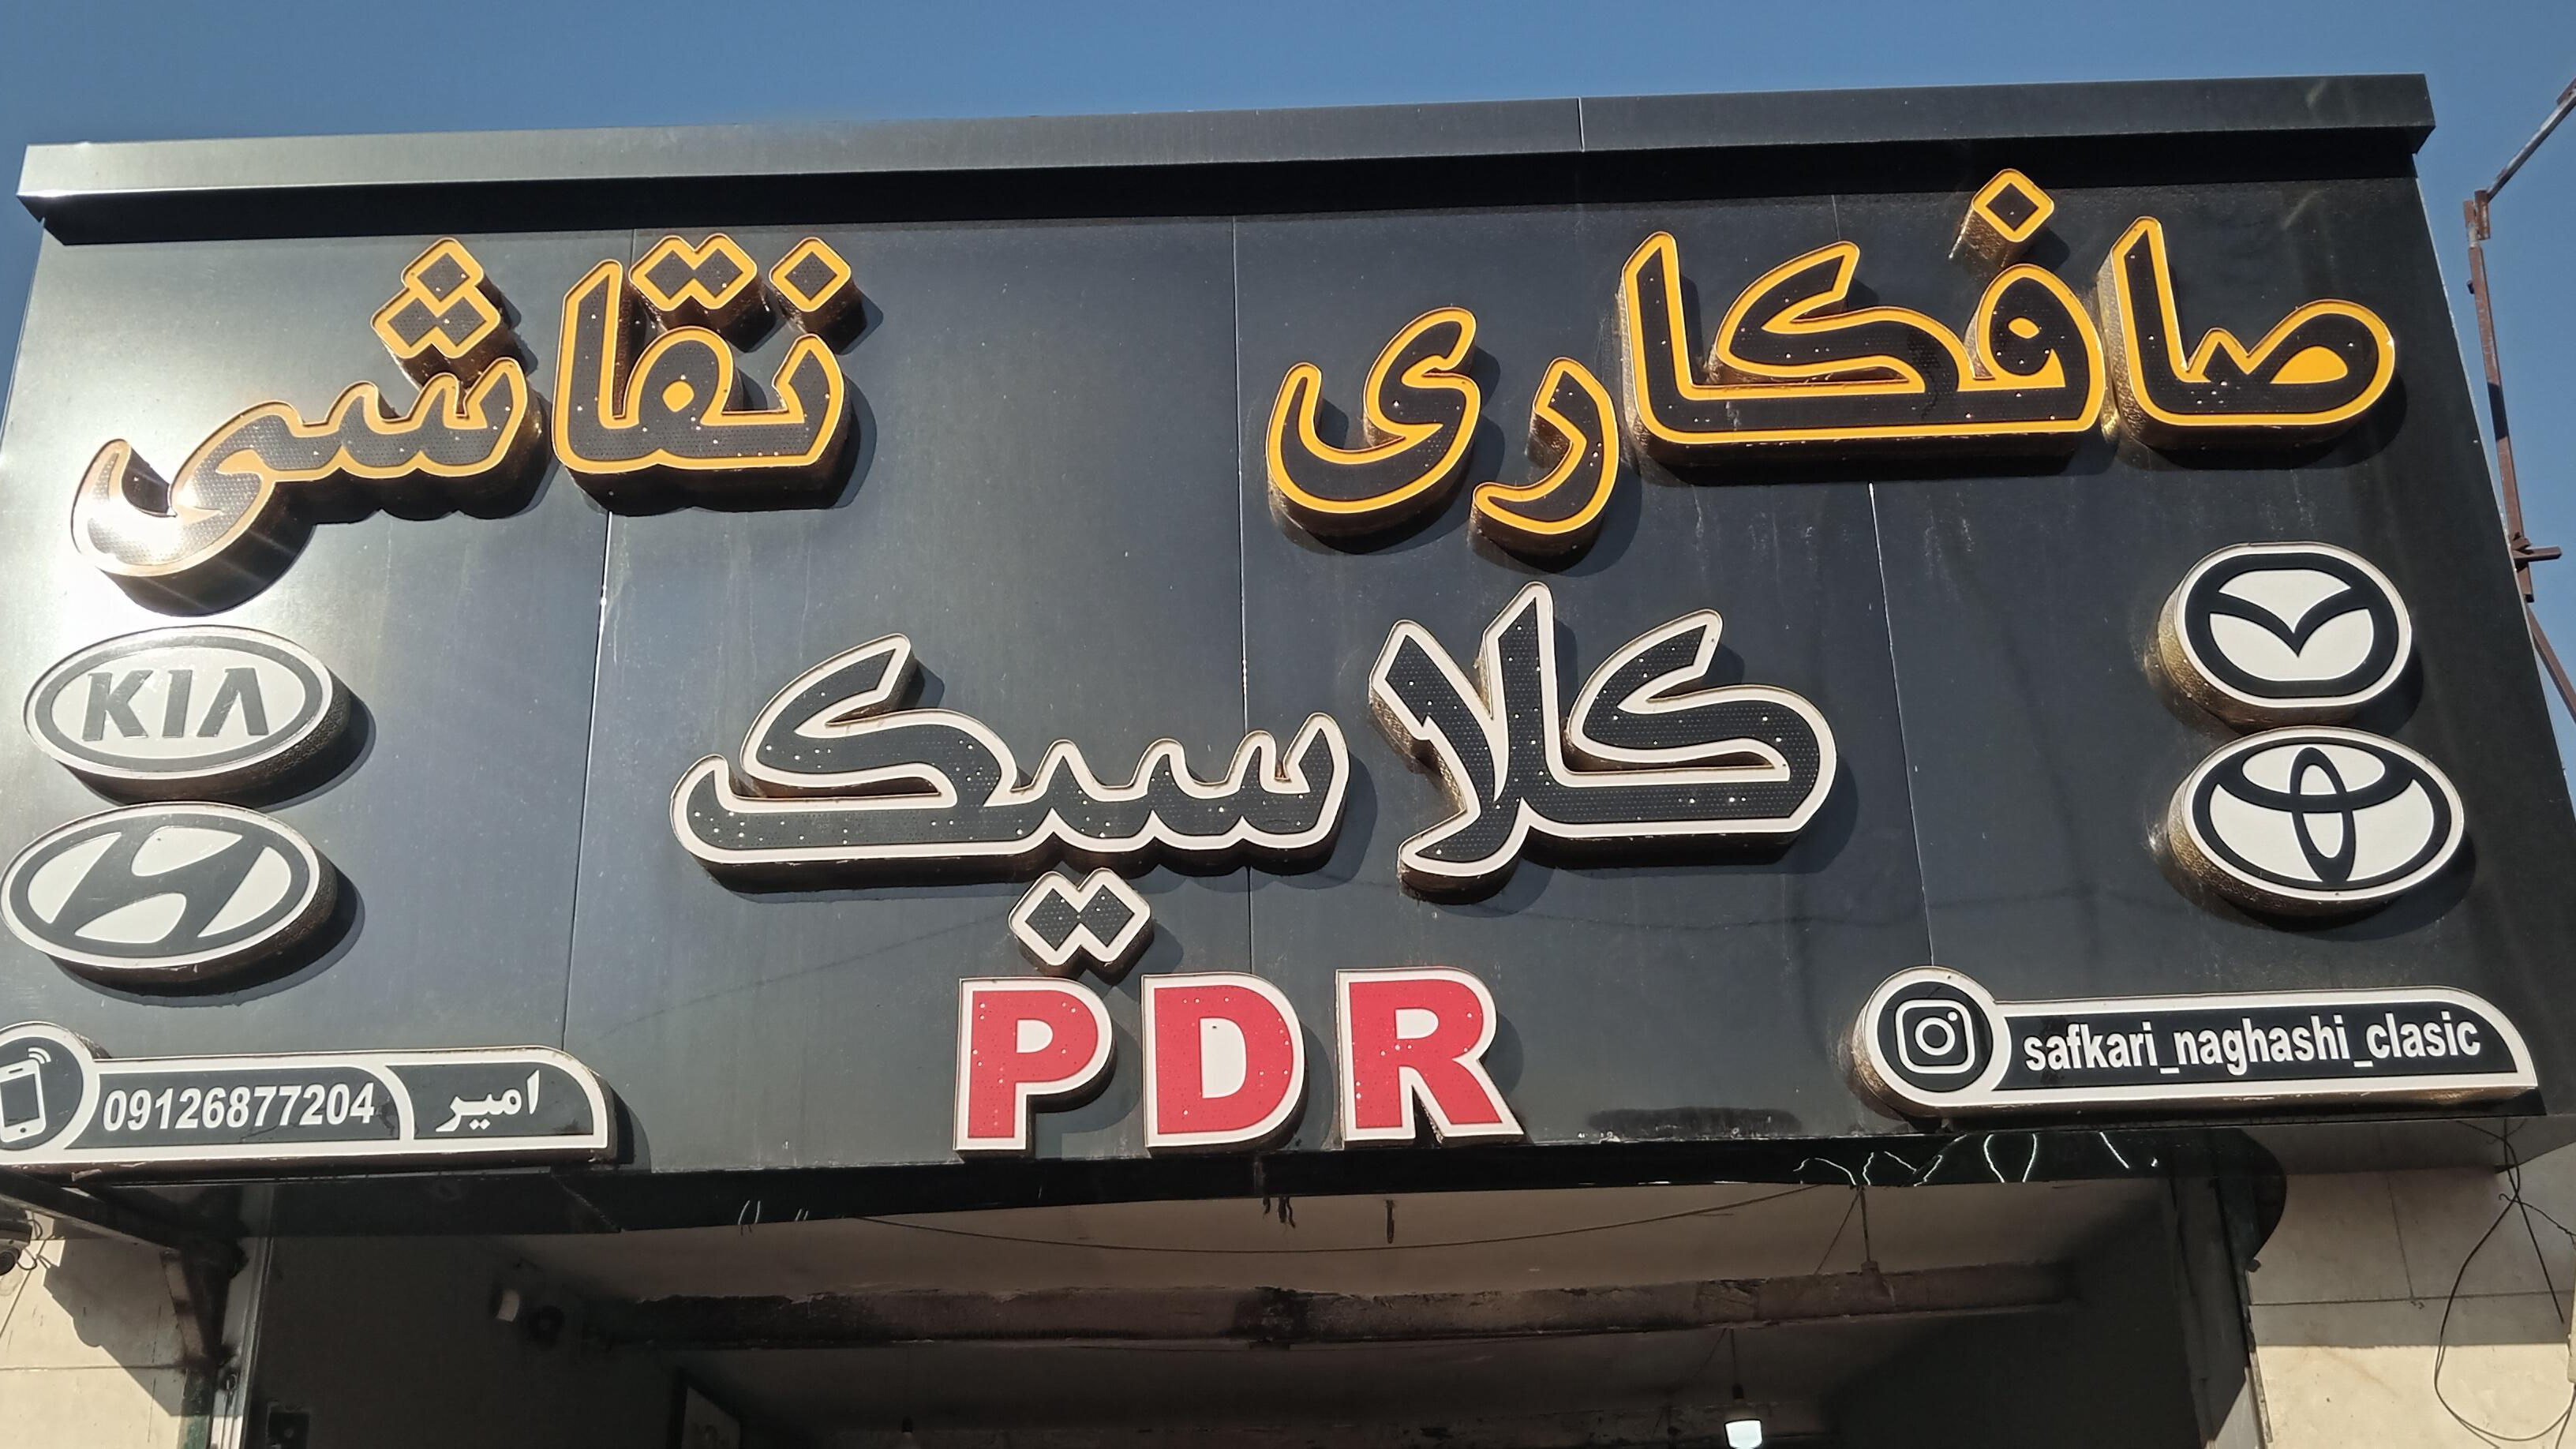 صافکاری نقاشی
کلاسیک
KIA
PDR
safkari_naghashi_clasic
09126877204 امیر